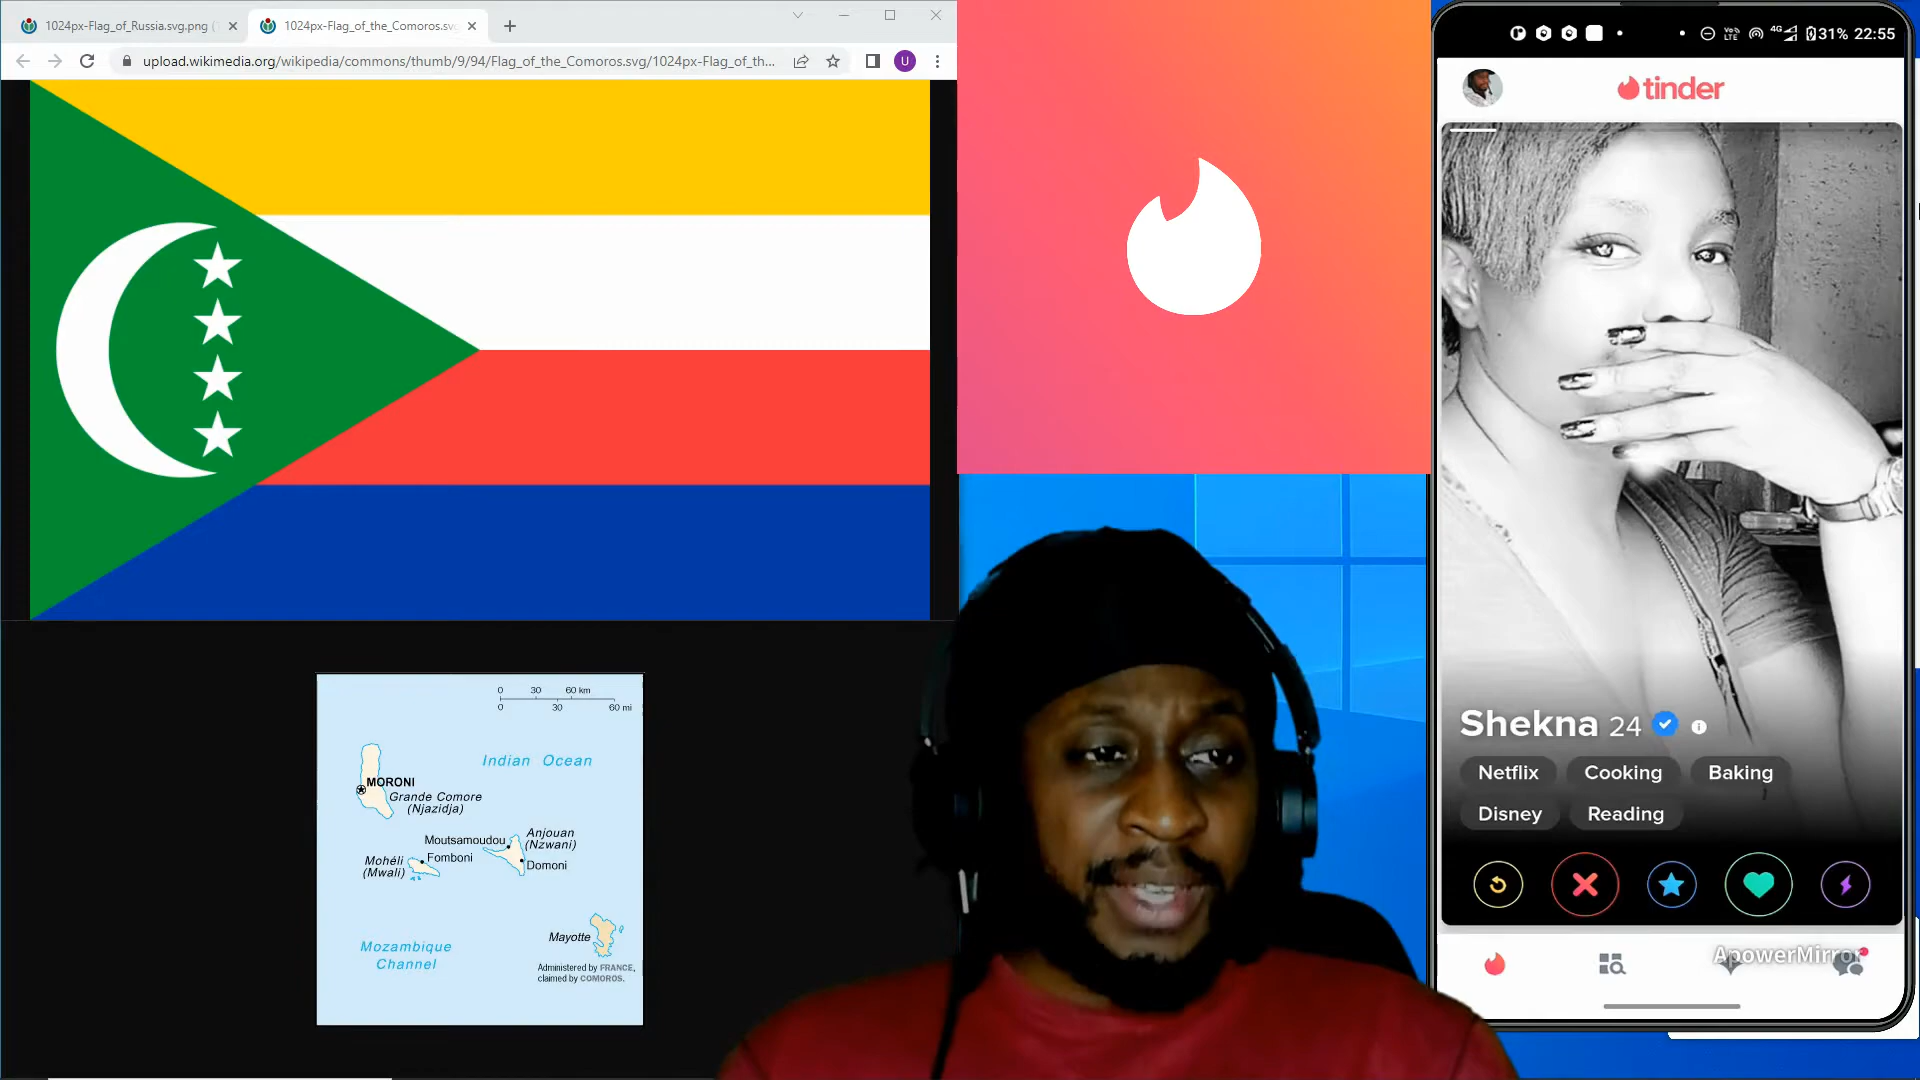 1024px-Flag_of_Russia.svg.png (
1024px-Flag_of_the_Comoros.svg
upload.wikimedia.org/wikipedia/commons/thumb/9/94/Flag_of_the_Comoros.svg/1024px-Flag_of_th...
U
0 30 60 km
0 30 60 mi
Indian Ocean
MORONI
Grande Comore
(Njazidja)
Moutsamoudou
Anjouan
(Nzwani)
Mohéli
(Mwali)
Fomboni
Domoni
Mayotte
Mozambique
Channel
Administered by FRANCE,
claimed by COMOROS.
VoLTE 4G 31% 22:55
tinder
Shekna 24
Netflix Cooking Baking
Disney Reading
ApowerMirror